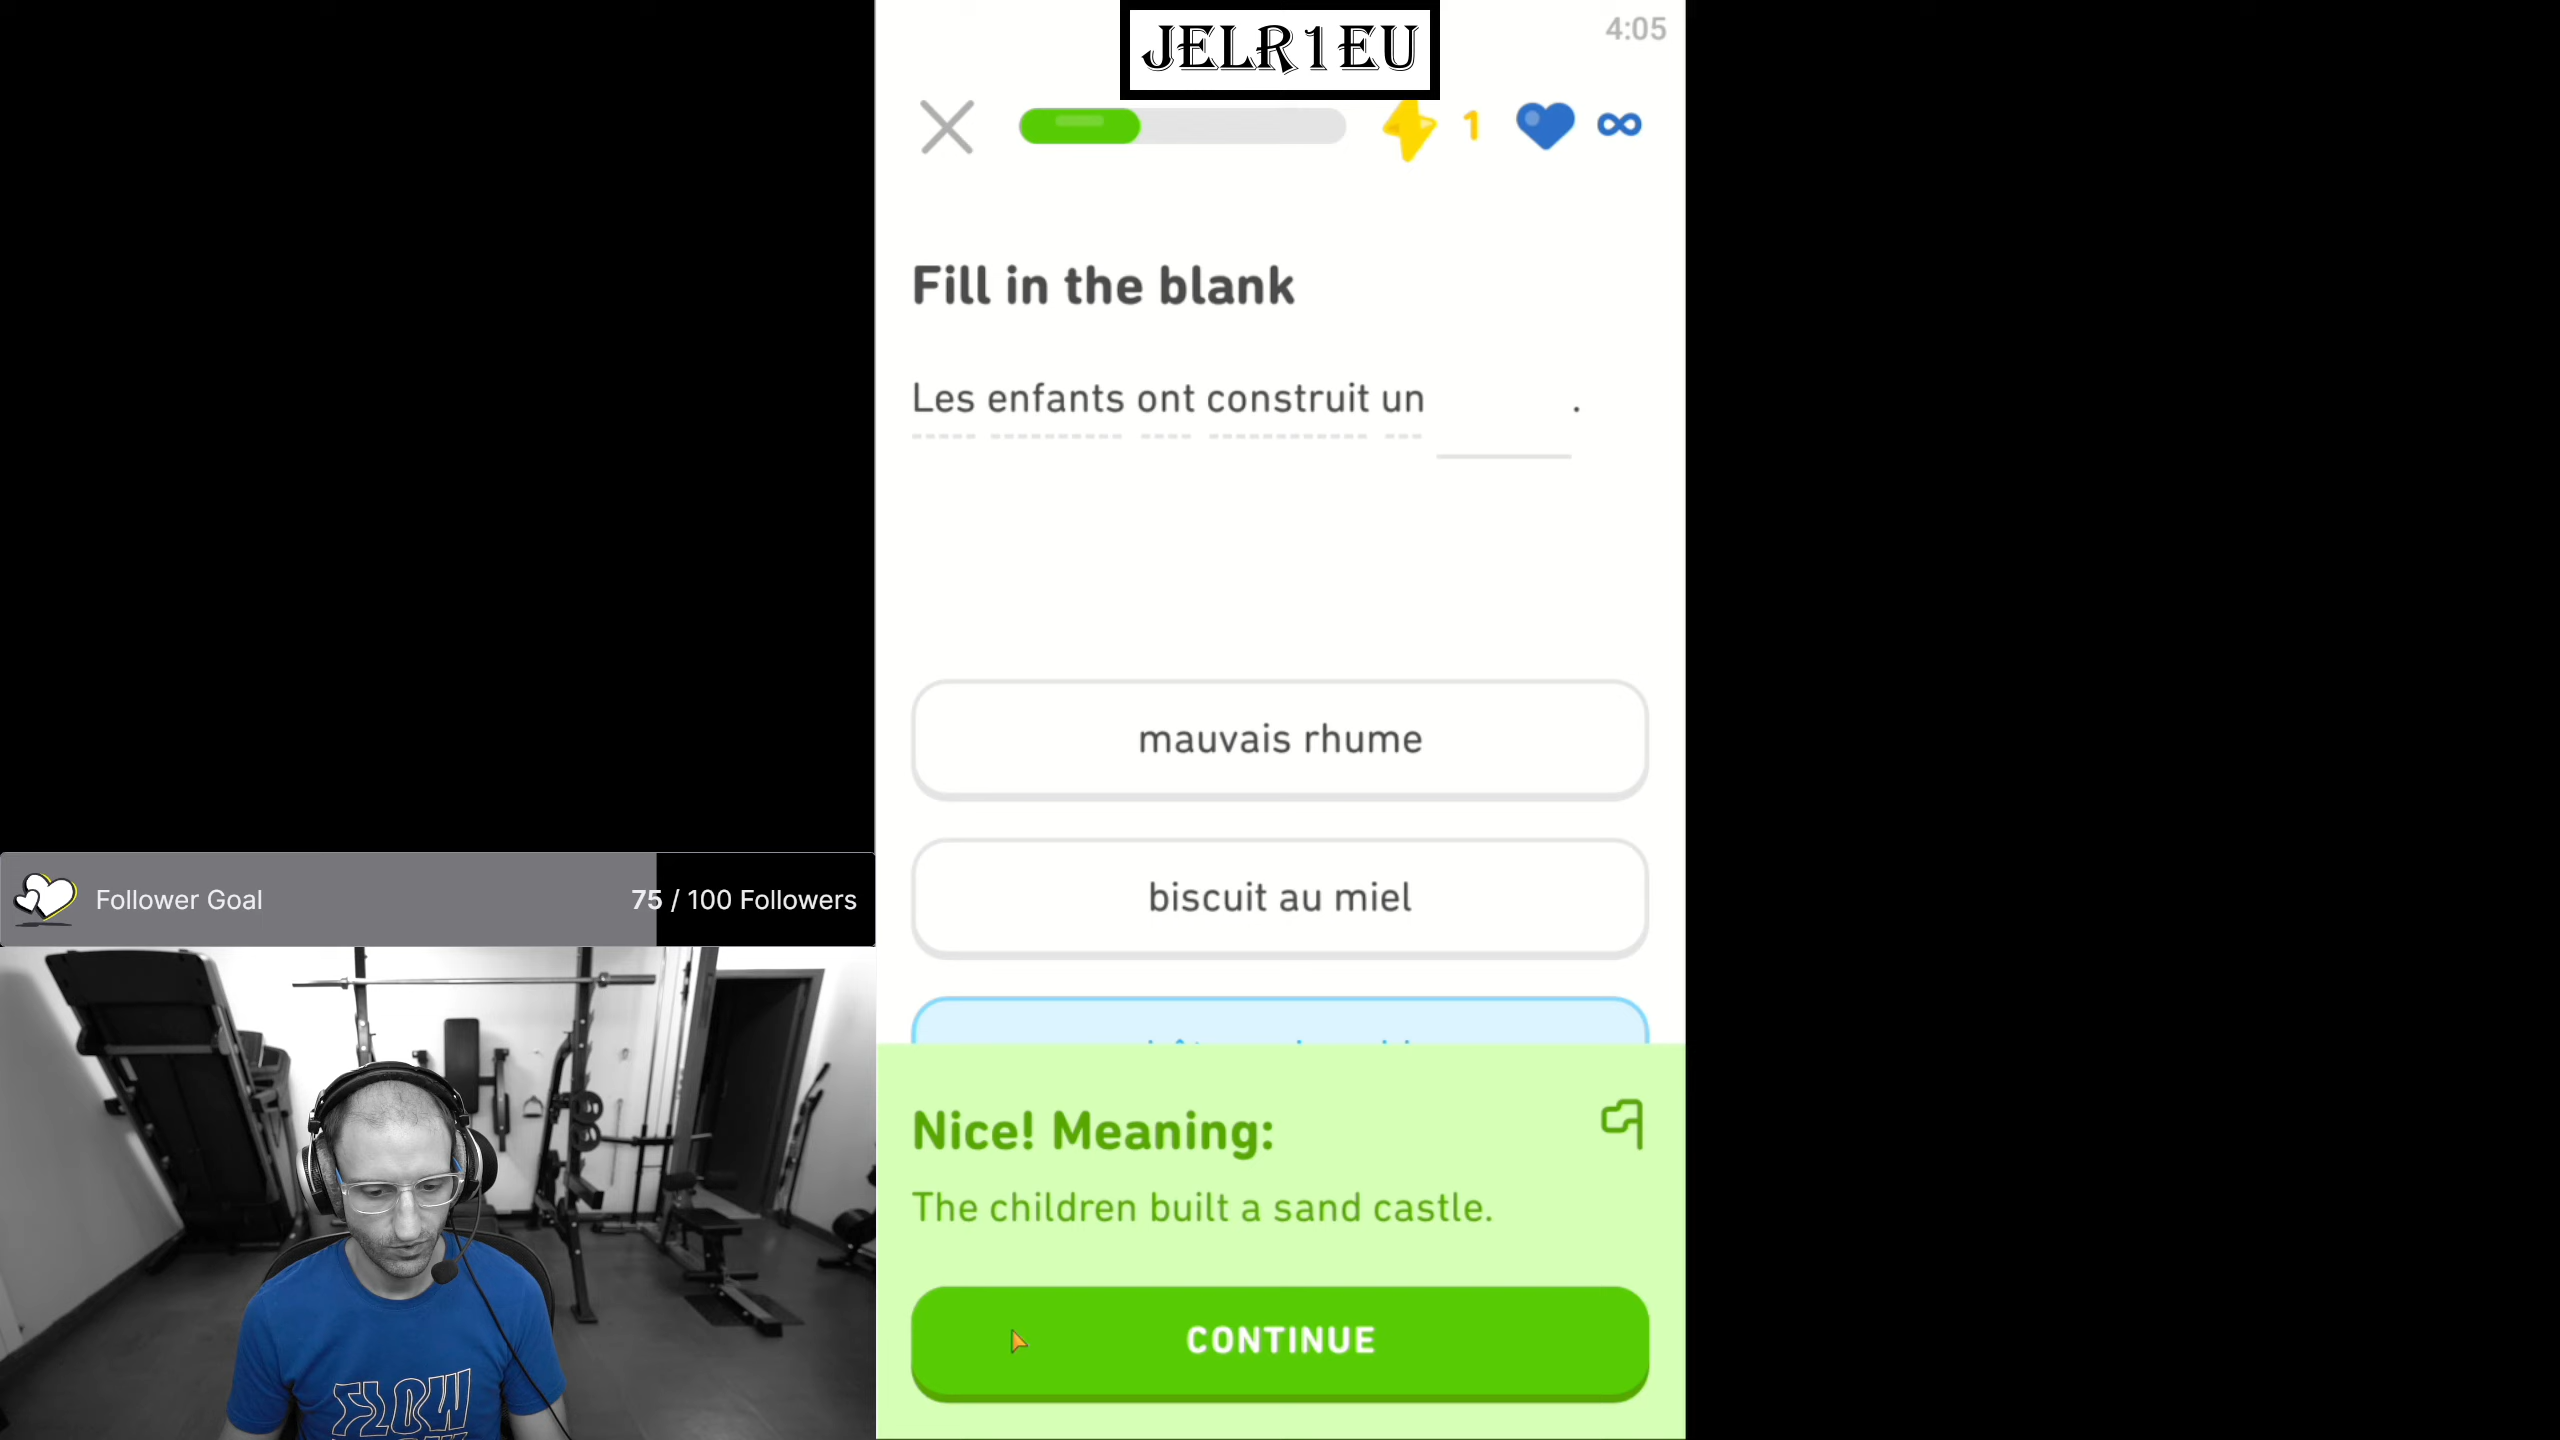 JELR1EU
4:05
1
∞
Fill in the blank
Les enfants ont construit un .
mauvais rhume
biscuit au miel
Nice! Meaning:
The children built a sand castle.
CONTINUE
Follower Goal
75 / 100 Followers
FLOW